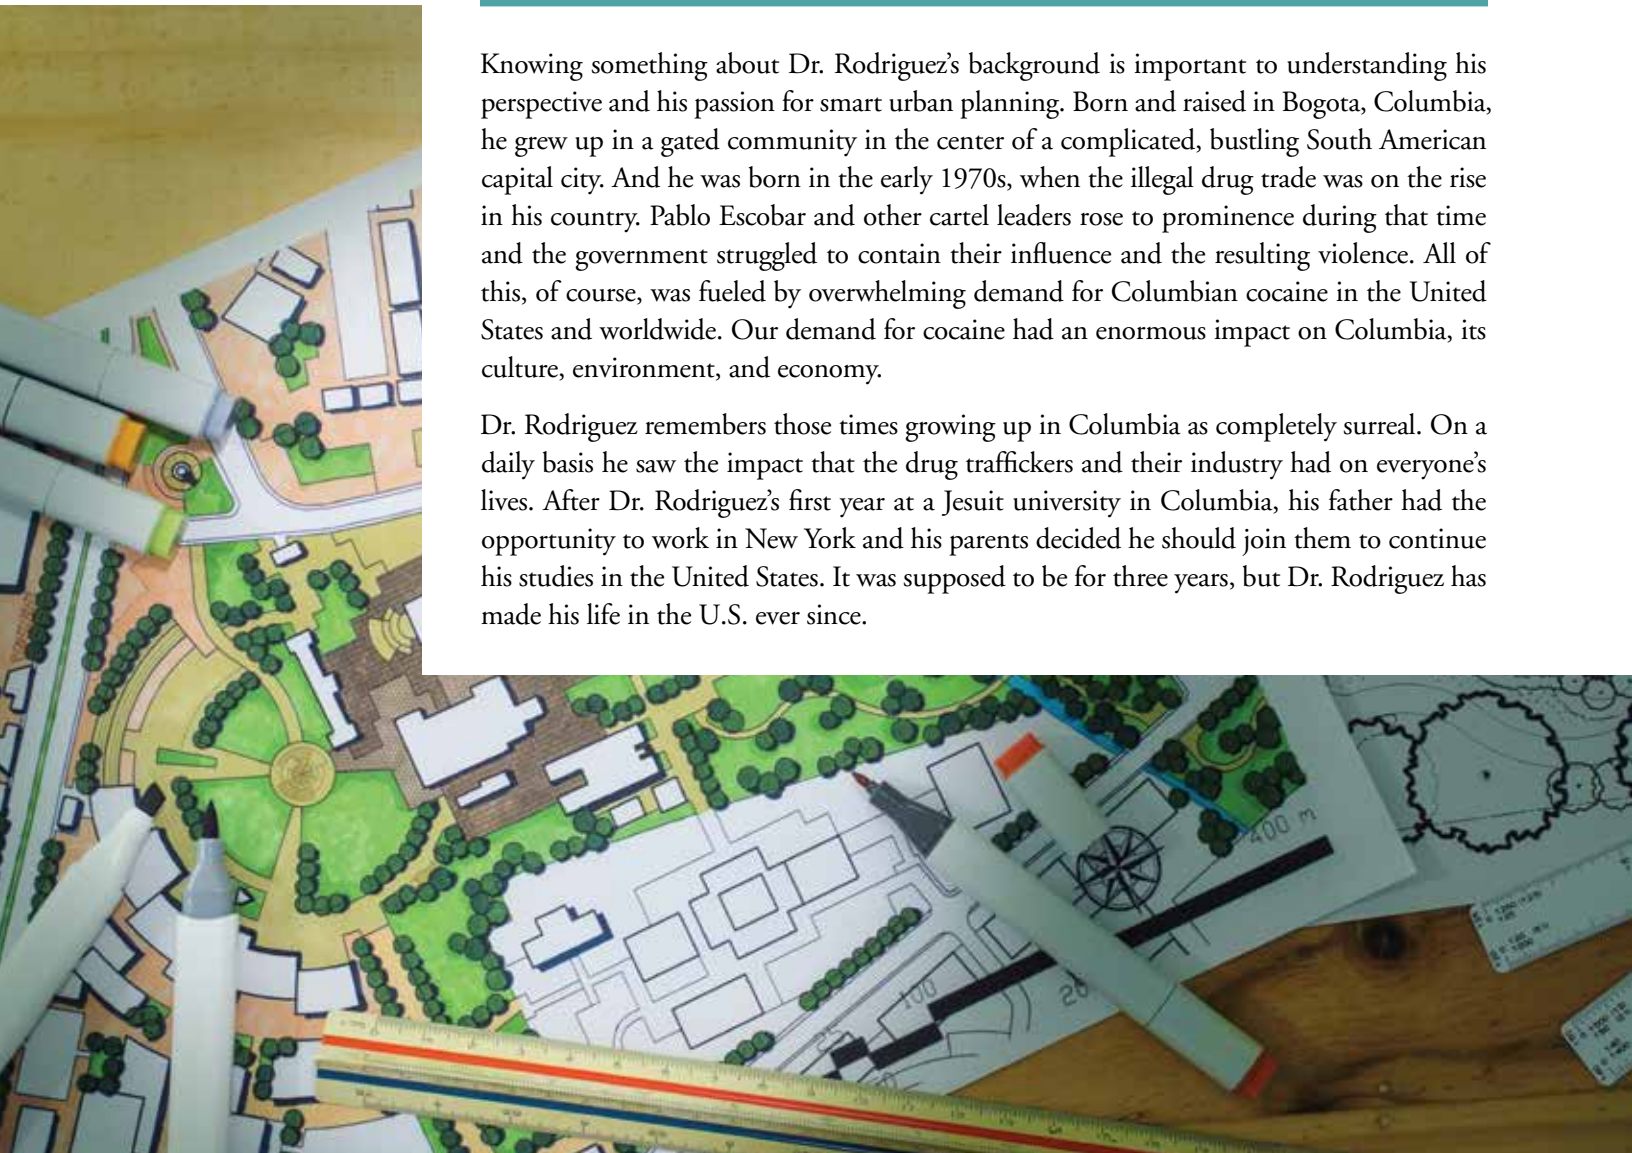 Knowing something about Dr. Rodriguez's background is important to understanding his
perspective and his passion for smart urban planning. Born and raised in Bogota, Columbia,
he grew up in a gated community in the center of a complicated, bustling South American
capital city. And he was born in the early 1970s, when the illegal drug trade was on the rise
in his country. Pablo Escobar and other cartel leaders rose to prominence during that time
and the government struggled to contain their influence and the resulting violence. All of
this, of course, was fueled by overwhelming demand for Columbian cocaine in the United
States and worldwide. Our demand for cocaine had an enormous impact on Columbia, its
culture, environment, and economy.
Dr. Rodriguez remembers those times growing up in Columbia as completely surreal. On a
daily basis he saw the impact that the drug traffickers and their industry had on everyone's
lives. After Dr. Rodriguez's first year at a Jesuit university in Columbia, his father had the
opportunity to work in New York and his parents decided he should join them to continue
his studies in the United States. It was supposed to be for three years, but Dr. Rodriguez has
made his life in the U.S. ever since.
400 m
100